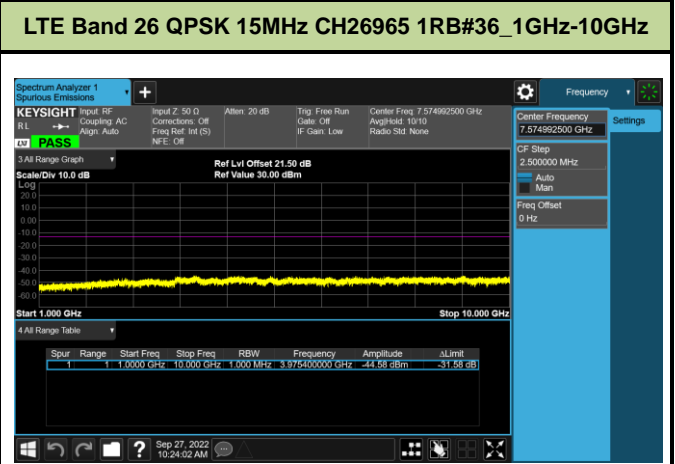 LTE Band 26 QPSK 15MHz CH26965 1RB#36_1GHz-10GHz
Spectrum Analyzer 1
Spurious Emissions
Frequency
KEYSIGHT Input: RF Input Z: 50 Ω Atten: 20 dB Trig: Free Run Center Freq: 7.574992500 GHz
RL Coupling: AC Corrections: Off Gate: Off Avg|Hold: 10/10
Align: Auto Freq Ref: Int (S) IF Gain: Low Radio Std: None
LXI PASS NFE: Off
Center Frequency
7.574992500 GHz
Settings
CF Step
2.500000 MHz
Auto
Man
Freq Offset
0 Hz
3 All Range Graph
Ref Lvl Offset 21.50 dB
Scale/Div 10.0 dB Ref Value 30.00 dBm
Log
20.0
10.0
0.00
-10.0
-20.0
-30.0
-40.0
-50.0
-60.0
Start 1.000 GHz Stop 10.000 GHz
4 All Range Table
Spur Range Start Freq Stop Freq RBW Frequency Amplitude ΔLimit
1 1 1.0000 GHz 10.000 GHz 1.000 MHz 3.975400000 GHz -44.58 dBm -31.58 dB
? Sep 27, 2022
10:24:02 AM